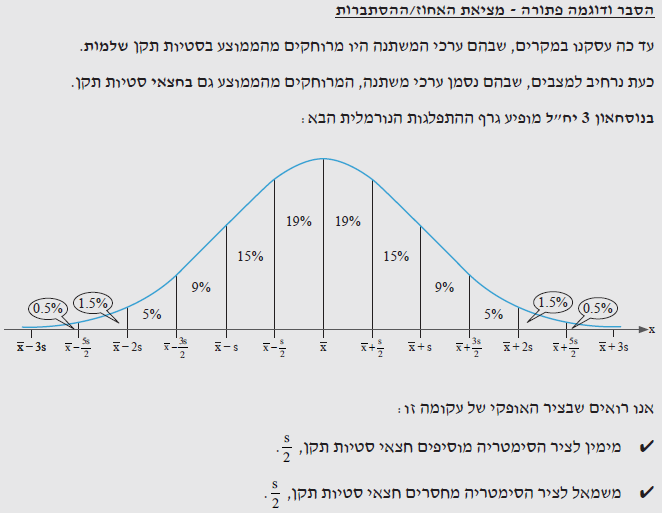 הסבר ודוגמה פתורה - מציאת האחוז/ההסתברות
עד כה עסקנו במקרים, שבהם ערכי המשתנה היו מרוחקים מהממוצע בסטיות תקן שלמות.
כעת נרחיב למצבים, שבהם נסמן ערכי משתנה, המרוחקים מהממוצע גם בחצאי סטיות תקן.
בנוסחאון 3 יח״ל מופיע גרף ההתפלגות הנורמלית הבא:
19% 19%
15% 15%
9% 9%
0.5% 1.5% 5% 5% 1.5% 0.5%
x
x̄−3s x̄−5s/2 x̄−2s x̄−3s/2 x̄−s x̄−s/2 x̄ x̄+s/2 x̄+s x̄+3s/2 x̄+2s x̄+5s/2 x̄+3s
אנו רואים שבציר האופקי של עקומה זו:
✔ מימין לציר הסימטריה מוסיפים חצאי סטיות תקן, s/2.
✔ משמאל לציר הסימטריה מחסרים חצאי סטיות תקן, s/2.